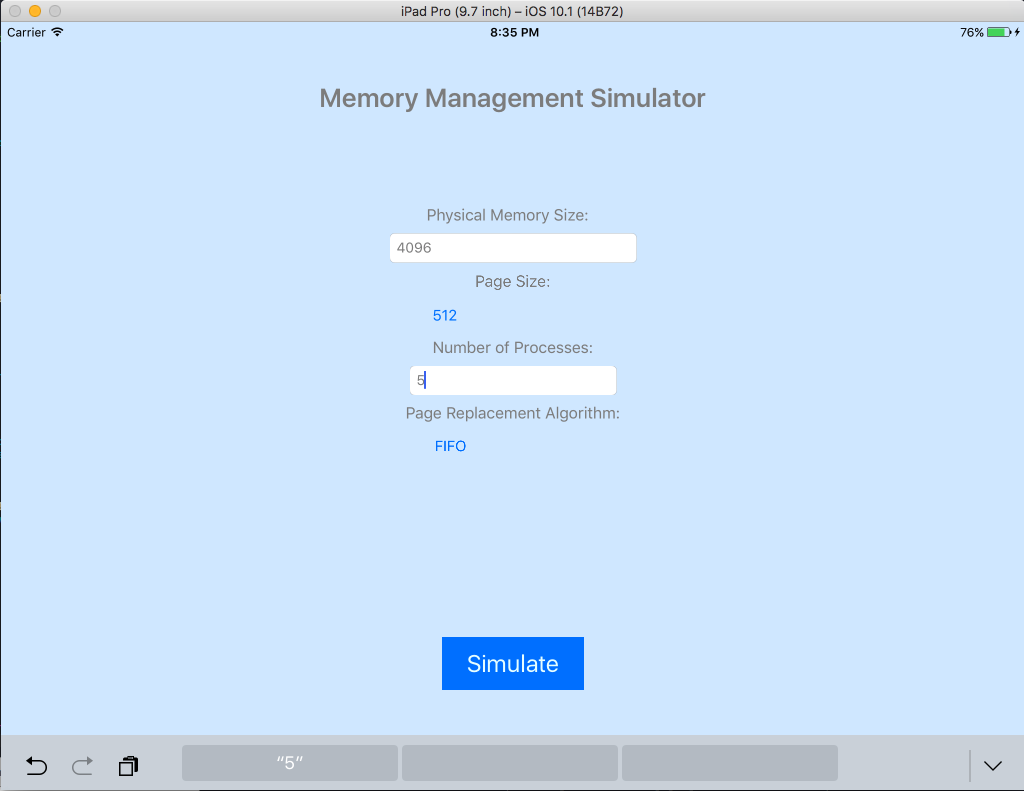 iPad Pro (9.7 inch) – iOS 10.1 (14B72)
Carrier 8:35 PM 76%
Memory Management Simulator
Physical Memory Size:
4096
Page Size:
512
Number of Processes:
5
Page Replacement Algorithm:
FIFO
Simulate
“5”